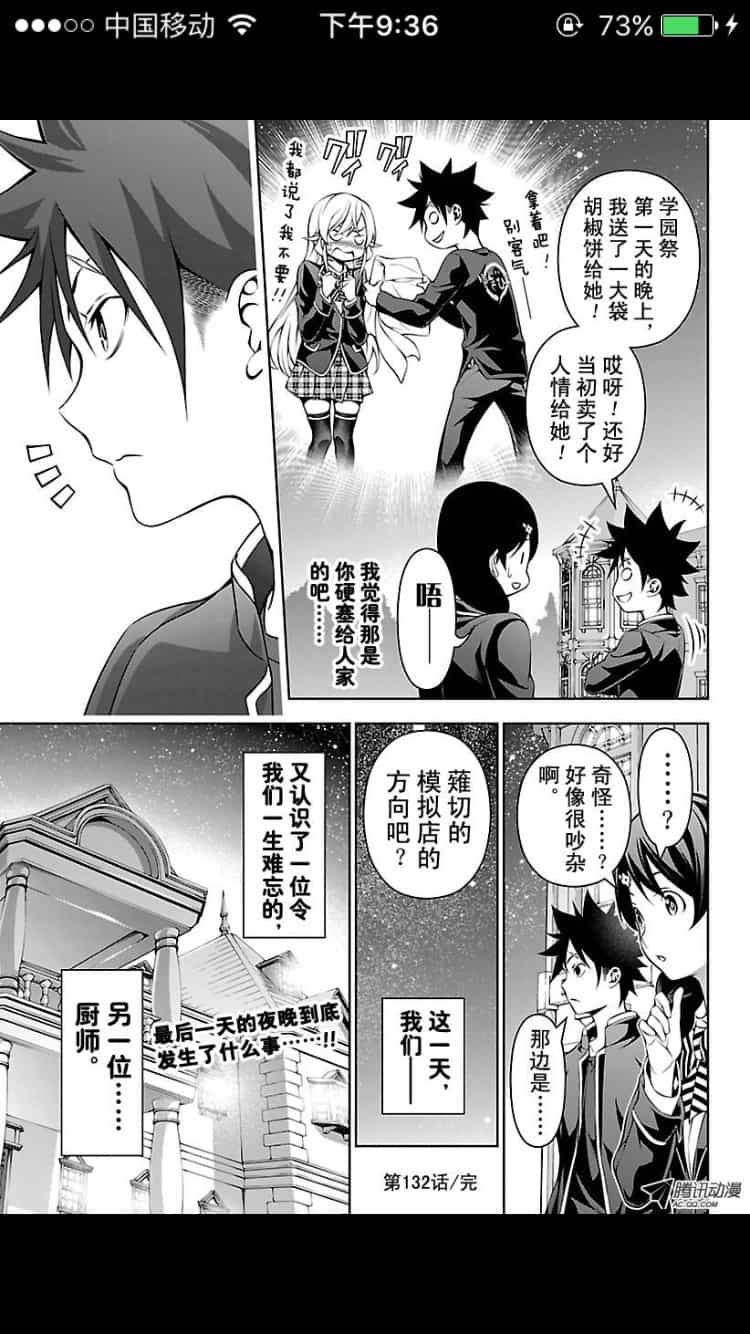 中国移动
下午9:36
73%
学园祭
第一天的晚上，
我送了一大袋
胡椒饼给她！
哎呀！还好
当初卖了个
人情给她！
拿着吧！
别客气！
グイ
グイ
我都说了我不要！！
唔——
我觉得那是
你硬塞给人家
的吧……
……？
奇怪……？
好像很吵杂
啊。
那边是……
薙切的
模拟店的
方向吧？
这一天，
我们——
又认识了一位令
我们一生难忘的，
另一位……
厨师。
最后一天的夜晚到底
发生了什么事……!!
第132话/完
腾讯动漫
AC.QQ.COM